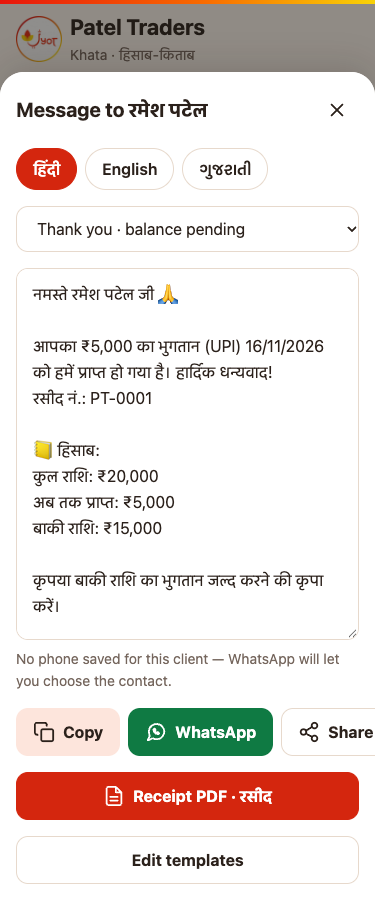 Jyot
Patel Traders
Khata · हिसाब-किताब
Message to रमेश पटेल
हिंदी
English
ગુજરાતી
Thank you · balance pending
नमस्ते रमेश पटेल जी 🙏
आपका ₹5,000 का भुगतान (UPI) 16/11/2026
को हमें प्राप्त हो गया है। हार्दिक धन्यवाद!
रसीद नं.: PT-0001
📒 हिसाब:
कुल राशि: ₹20,000
अब तक प्राप्त: ₹5,000
बाकी राशि: ₹15,000
कृपया बाकी राशि का भुगतान जल्द करने की कृपा
करें।
No phone saved for this client — WhatsApp will let
you choose the contact.
Copy
WhatsApp
Share
Receipt PDF · रसीद
Edit templates